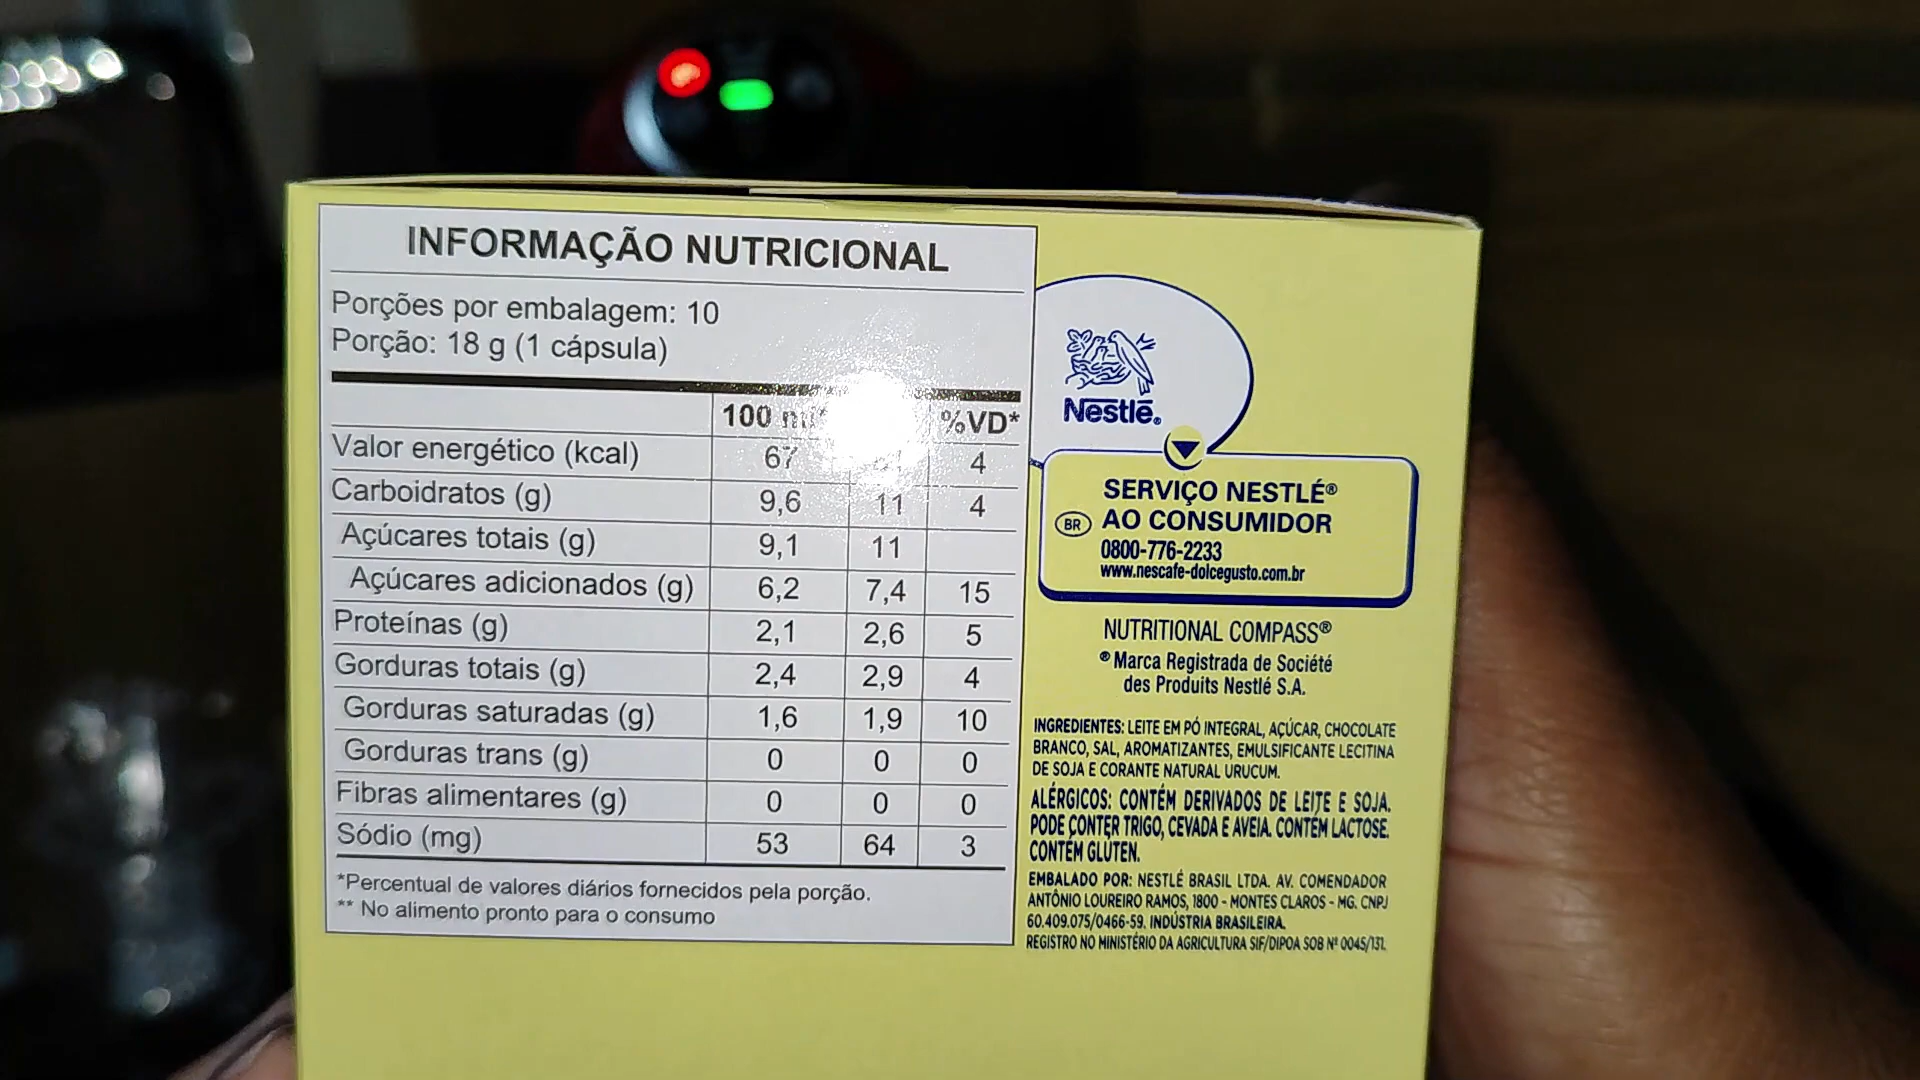 INFORMAÇÃO NUTRICIONAL
Porções por embalagem: 10
Porção: 18 g (1 cápsula)
100 %VD*
Valor energético (kcal) 67 4
Carboidratos (g) 9,6 11 4
Açúcares totais (g) 9,1 11
Açúcares adicionados (g) 6,2 7,4 15
Proteínas (g) 2,1 2,6 5
Gorduras totais (g) 2,4 2,9 4
Gorduras saturadas (g) 1,6 1,9 10
Gorduras trans (g) 0 0 0
Fibras alimentares (g) 0 0 0
Sódio (mg) 53 64 3
*Percentual de valores diários fornecidos pela porção.
** No alimento pronto para o consumo
Nestlé®
SERVIÇO NESTLÉ®
BR AO CONSUMIDOR
0800-776-2233
www.nescafe-dolcegusto.com.br
NUTRITIONAL COMPASS®
® Marca Registrada de Société
des Produits Nestlé S.A.
INGREDIENTES: LEITE EM PÓ INTEGRAL, AÇÚCAR, CHOCOLATE
BRANCO, SAL, AROMATIZANTES, EMULSIFICANTE LECITINA
DE SOJA E CORANTE NATURAL URUCUM.
ALÉRGICOS: CONTÉM DERIVADOS DE LEITE E SOJA.
PODE CONTER TRIGO, CEVADA E AVEIA. CONTÉM LACTOSE.
CONTÉM GLÚTEN.
EMBALADO POR: NESTLÉ BRASIL LTDA. AV. COMENDADOR
ANTÔNIO LOUREIRO RAMOS, 1800 - MONTES CLAROS - MG. CNPJ
60.409.075/0466-59. INDÚSTRIA BRASILEIRA.
REGISTRO NO MINISTÉRIO DA AGRICULTURA SIF/DIPOA SOB Nº 0045/131.